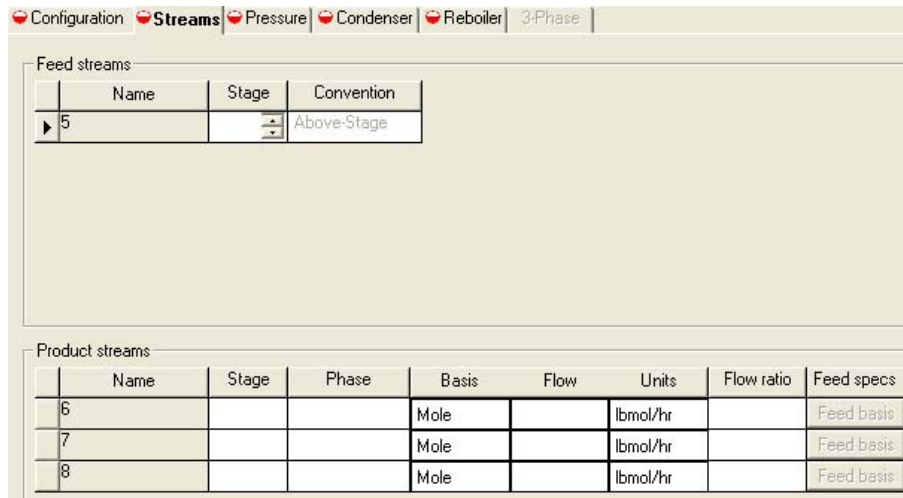 Configuration Streams Pressure Condenser Reboiler 3-Phase
Feed streams
Name Stage Convention
5 Above-Stage
Product streams
Name Stage Phase Basis Flow Units Flow ratio Feed specs
6 Mole lbmol/hr Feed basis
7 Mole lbmol/hr Feed basis
8 Mole lbmol/hr Feed basis